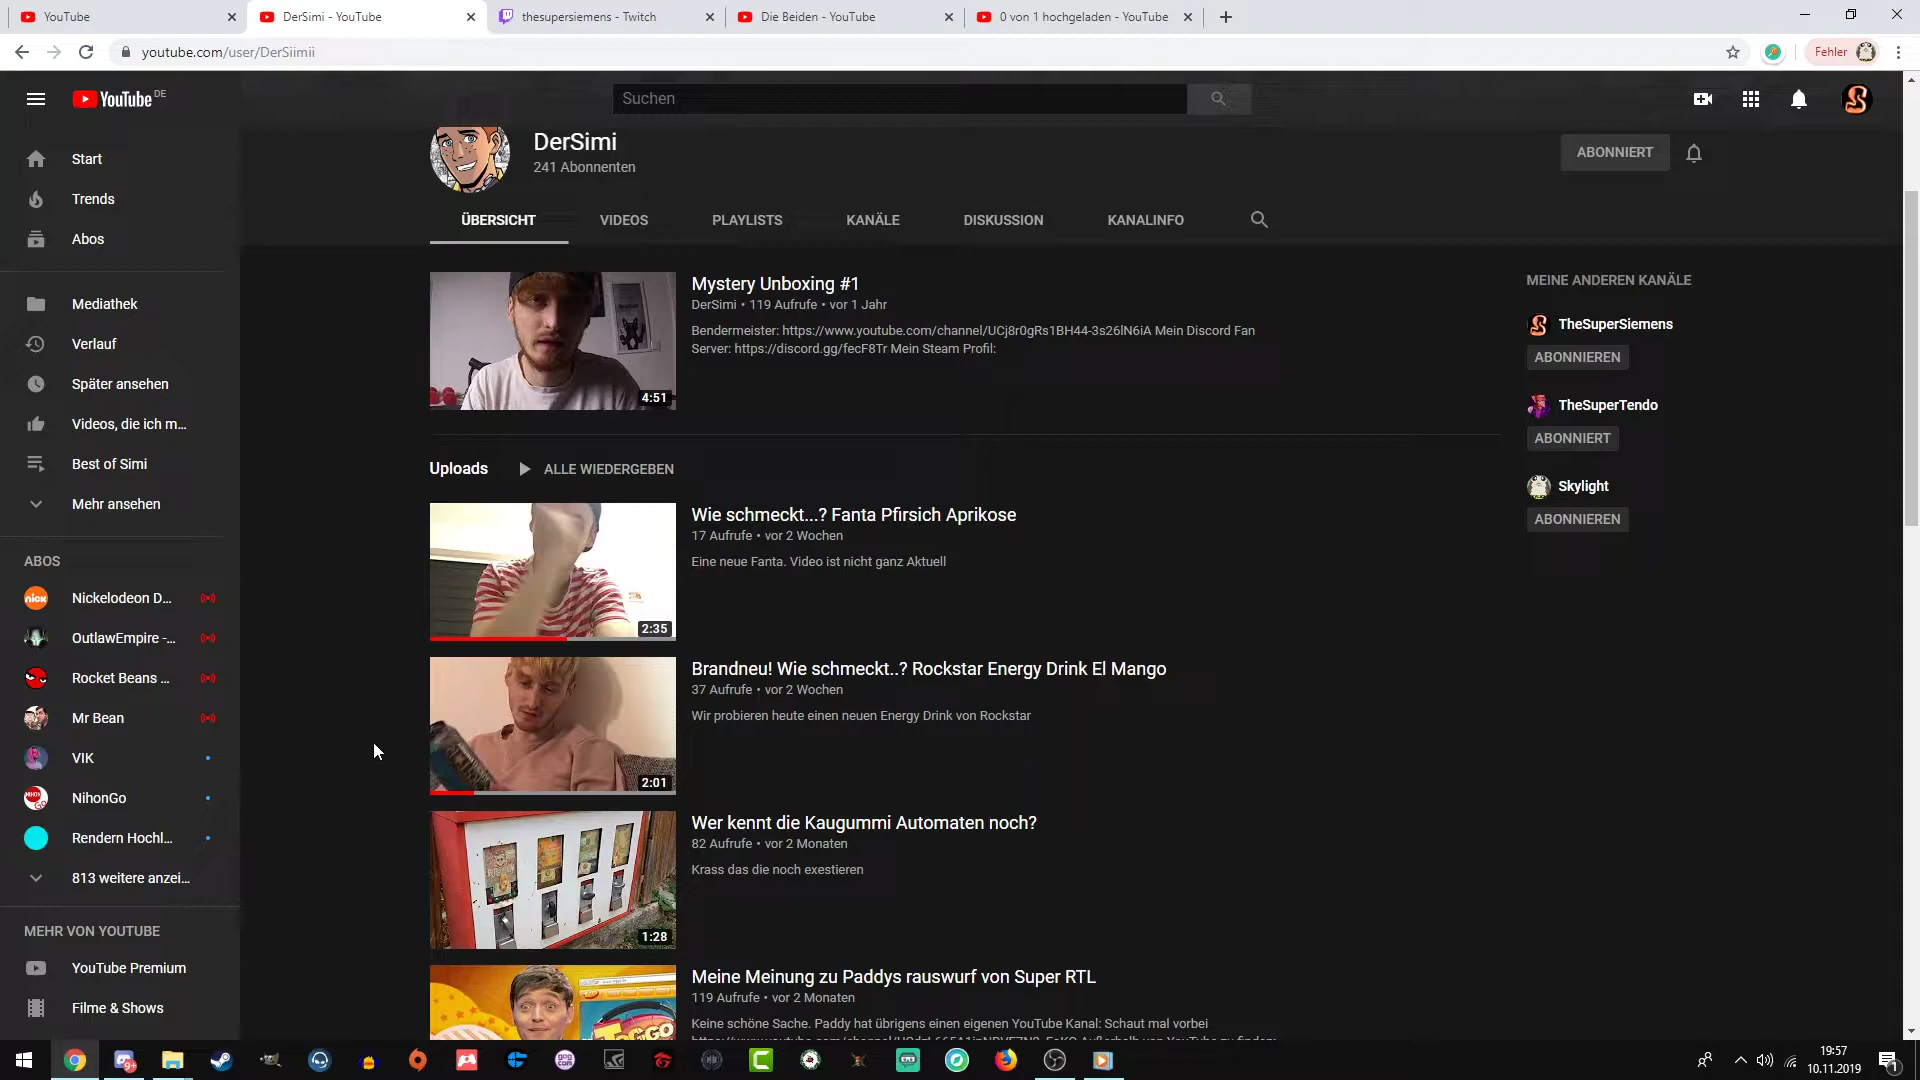 YouTube
DerSimi - YouTube
thesupersiemens - Twitch
Die Beiden - YouTube
0 von 1 hochgeladen - YouTube
youtube.com/user/DerSiimii
Fehler
YouTube DE
Suchen
DerSimi
241 Abonnenten
ABONNIERT
ÜBERSICHT
VIDEOS
PLAYLISTS
KANÄLE
DISKUSSION
KANALINFO
Start
Trends
Abos
Mediathek
Verlauf
Später ansehen
Videos, die ich m...
Best of Simi
Mehr ansehen
ABOS
Nickelodeon D...
OutlawEmpire -...
Rocket Beans ...
Mr Bean
VIK
NihonGo
Rendern Hochl...
813 weitere anzei...
MEHR VON YOUTUBE
YouTube Premium
Filme & Shows
4:51
Mystery Unboxing #1
DerSimi • 119 Aufrufe • vor 1 Jahr
Bendermeister: https://www.youtube.com/channel/UCj8r0gRs1BH44-3s26lN6iA Mein Discord Fan
Server: https://discord.gg/fecF8Tr Mein Steam Profil:
Uploads
ALLE WIEDERGEBEN
2:35
Wie schmeckt...? Fanta Pfirsich Aprikose
17 Aufrufe • vor 2 Wochen
Eine neue Fanta. Video ist nicht ganz Aktuell
2:01
Brandneu! Wie schmeckt..? Rockstar Energy Drink El Mango
37 Aufrufe • vor 2 Wochen
Wir probieren heute einen neuen Energy Drink von Rockstar
1:28
Wer kennt die Kaugummi Automaten noch?
82 Aufrufe • vor 2 Monaten
Krass das die noch exestieren
Meine Meinung zu Paddys rauswurf von Super RTL
119 Aufrufe • vor 2 Monaten
Keine schöne Sache. Paddy hat übrigens einen eigenen YouTube Kanal: Schaut mal vorbei
MEINE ANDEREN KANÄLE
TheSuperSiemens
ABONNIEREN
TheSuperTendo
ABONNIERT
Skylight
ABONNIEREN
19:57
10.11.2019